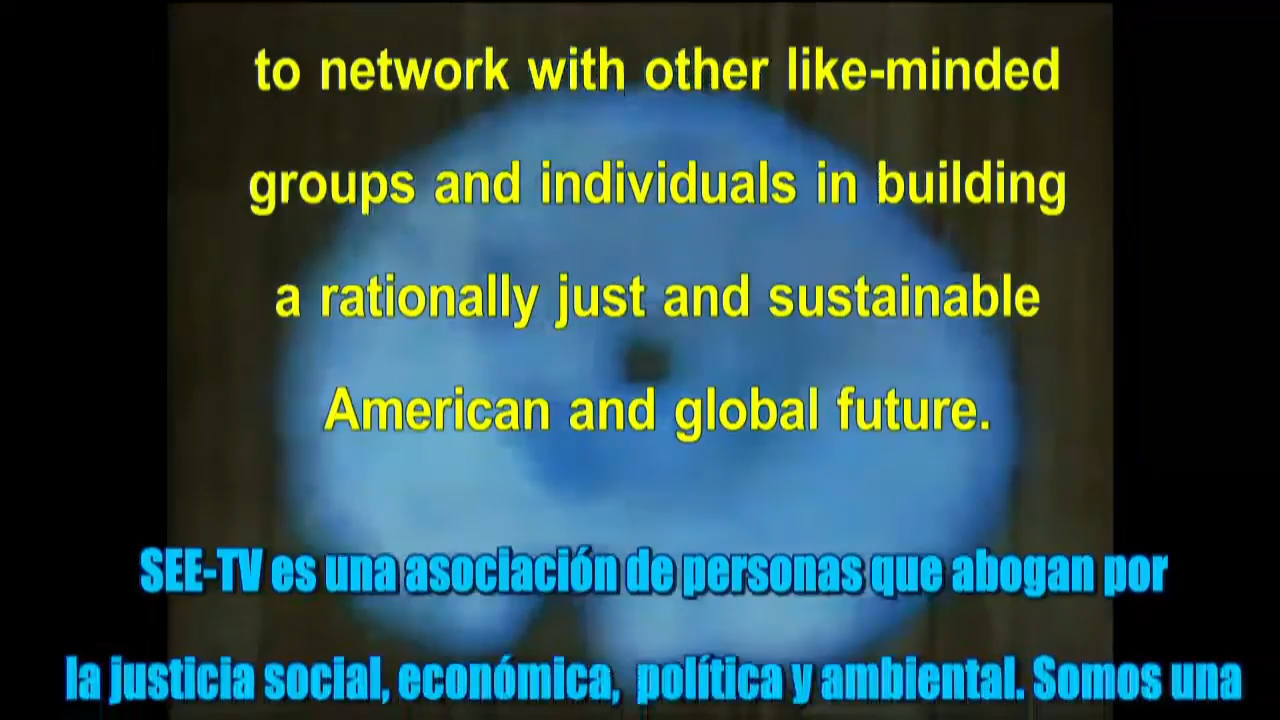 to network with other like-minded
groups and individuals in building
a rationally just and sustainable
American and global future.
SEE-TV es una asociación de personas que abogan por
la justicia social, económica, política y ambiental. Somos una